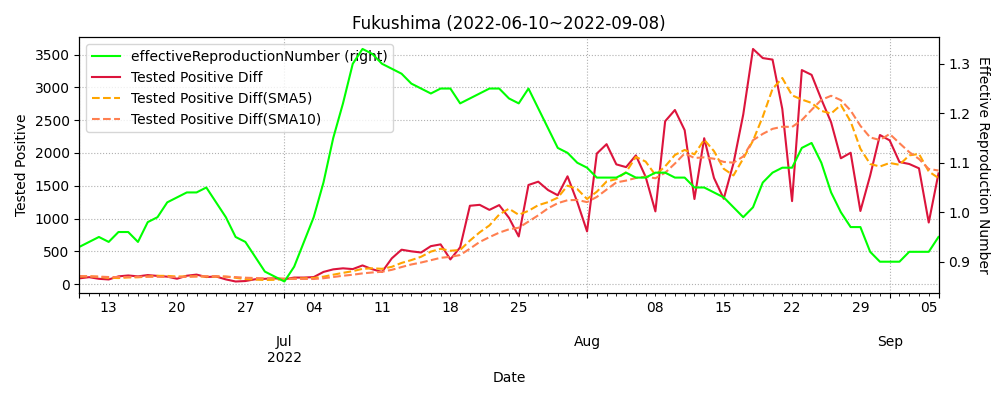 Fukushima (2022-06-10~2022-09-08)
effectiveReproductionNumber (right)
Tested Positive Diff
Tested Positive Diff(SMA5)
Tested Positive Diff(SMA10)
Tested Positive
3500
3000
2500
2000
1500
1000
500
0
1.3
1.2
1.1
1.0
0.9
Effective Reproduction Number
13 20 27 04 11 18 25 08 15 22 29 05
Jul Aug Sep
2022
Date